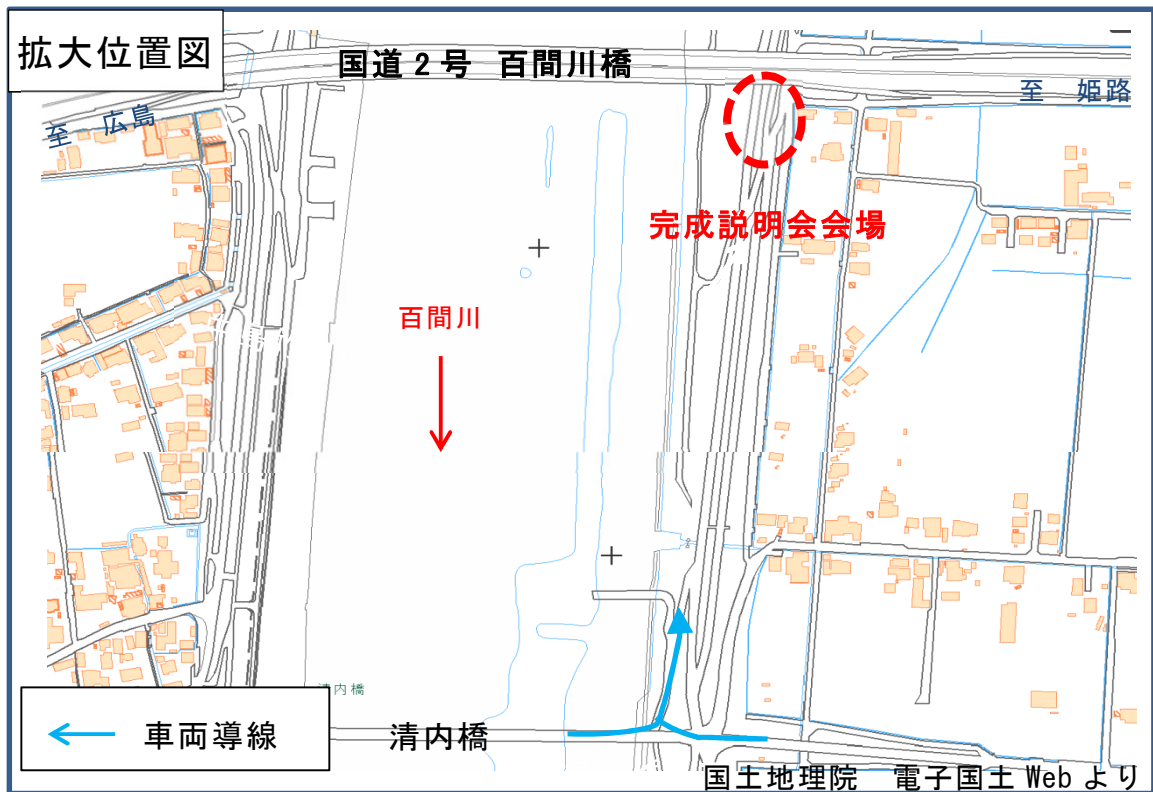 拡大位置図
国道2号 百間川橋
至 広島
至 姫路
完成説明会会場
百間川
清内橋
車両導線
清内橋
国土地理院 電子国土Webより